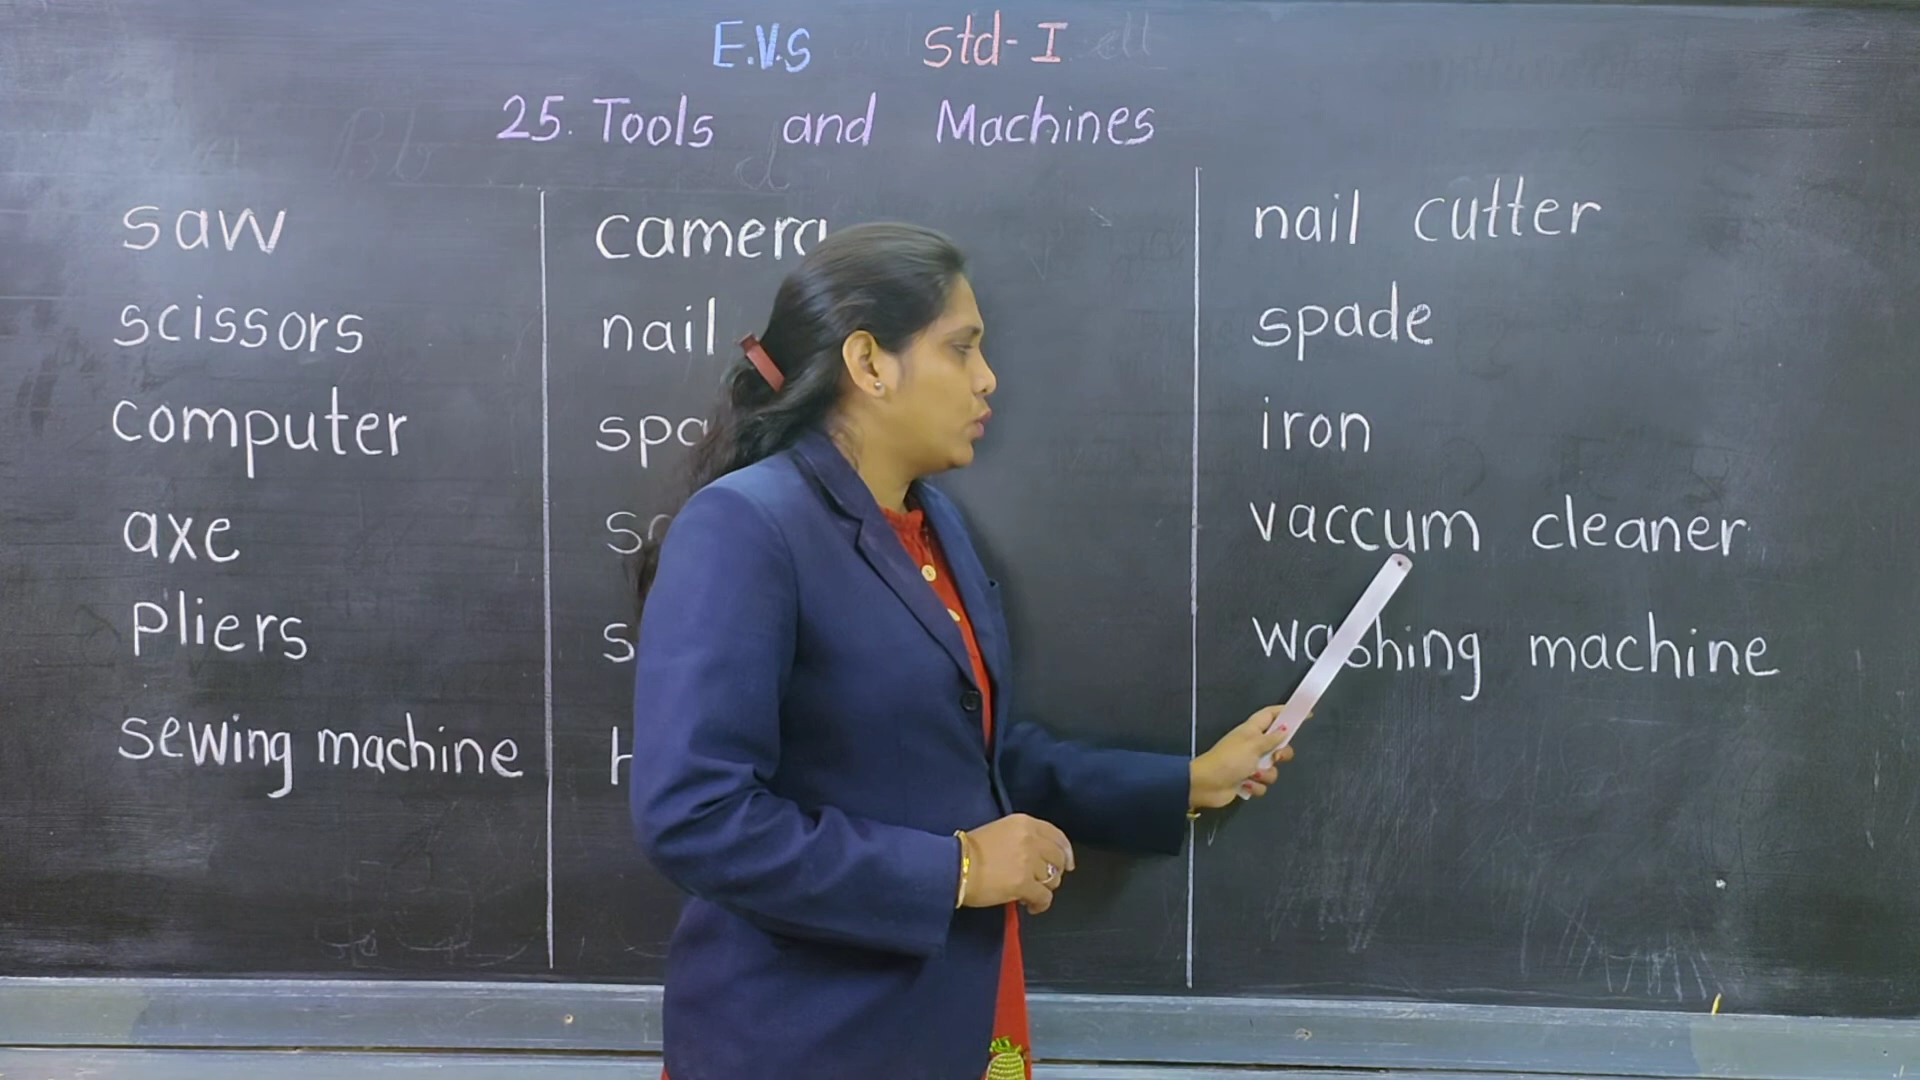 E.V.S Std-I
25. Tools and Machines
saw
scissors
computer
axe
Pliers
sewing machine
camera
nail
nail cutter
spade
iron
vaccum cleaner
washing machine